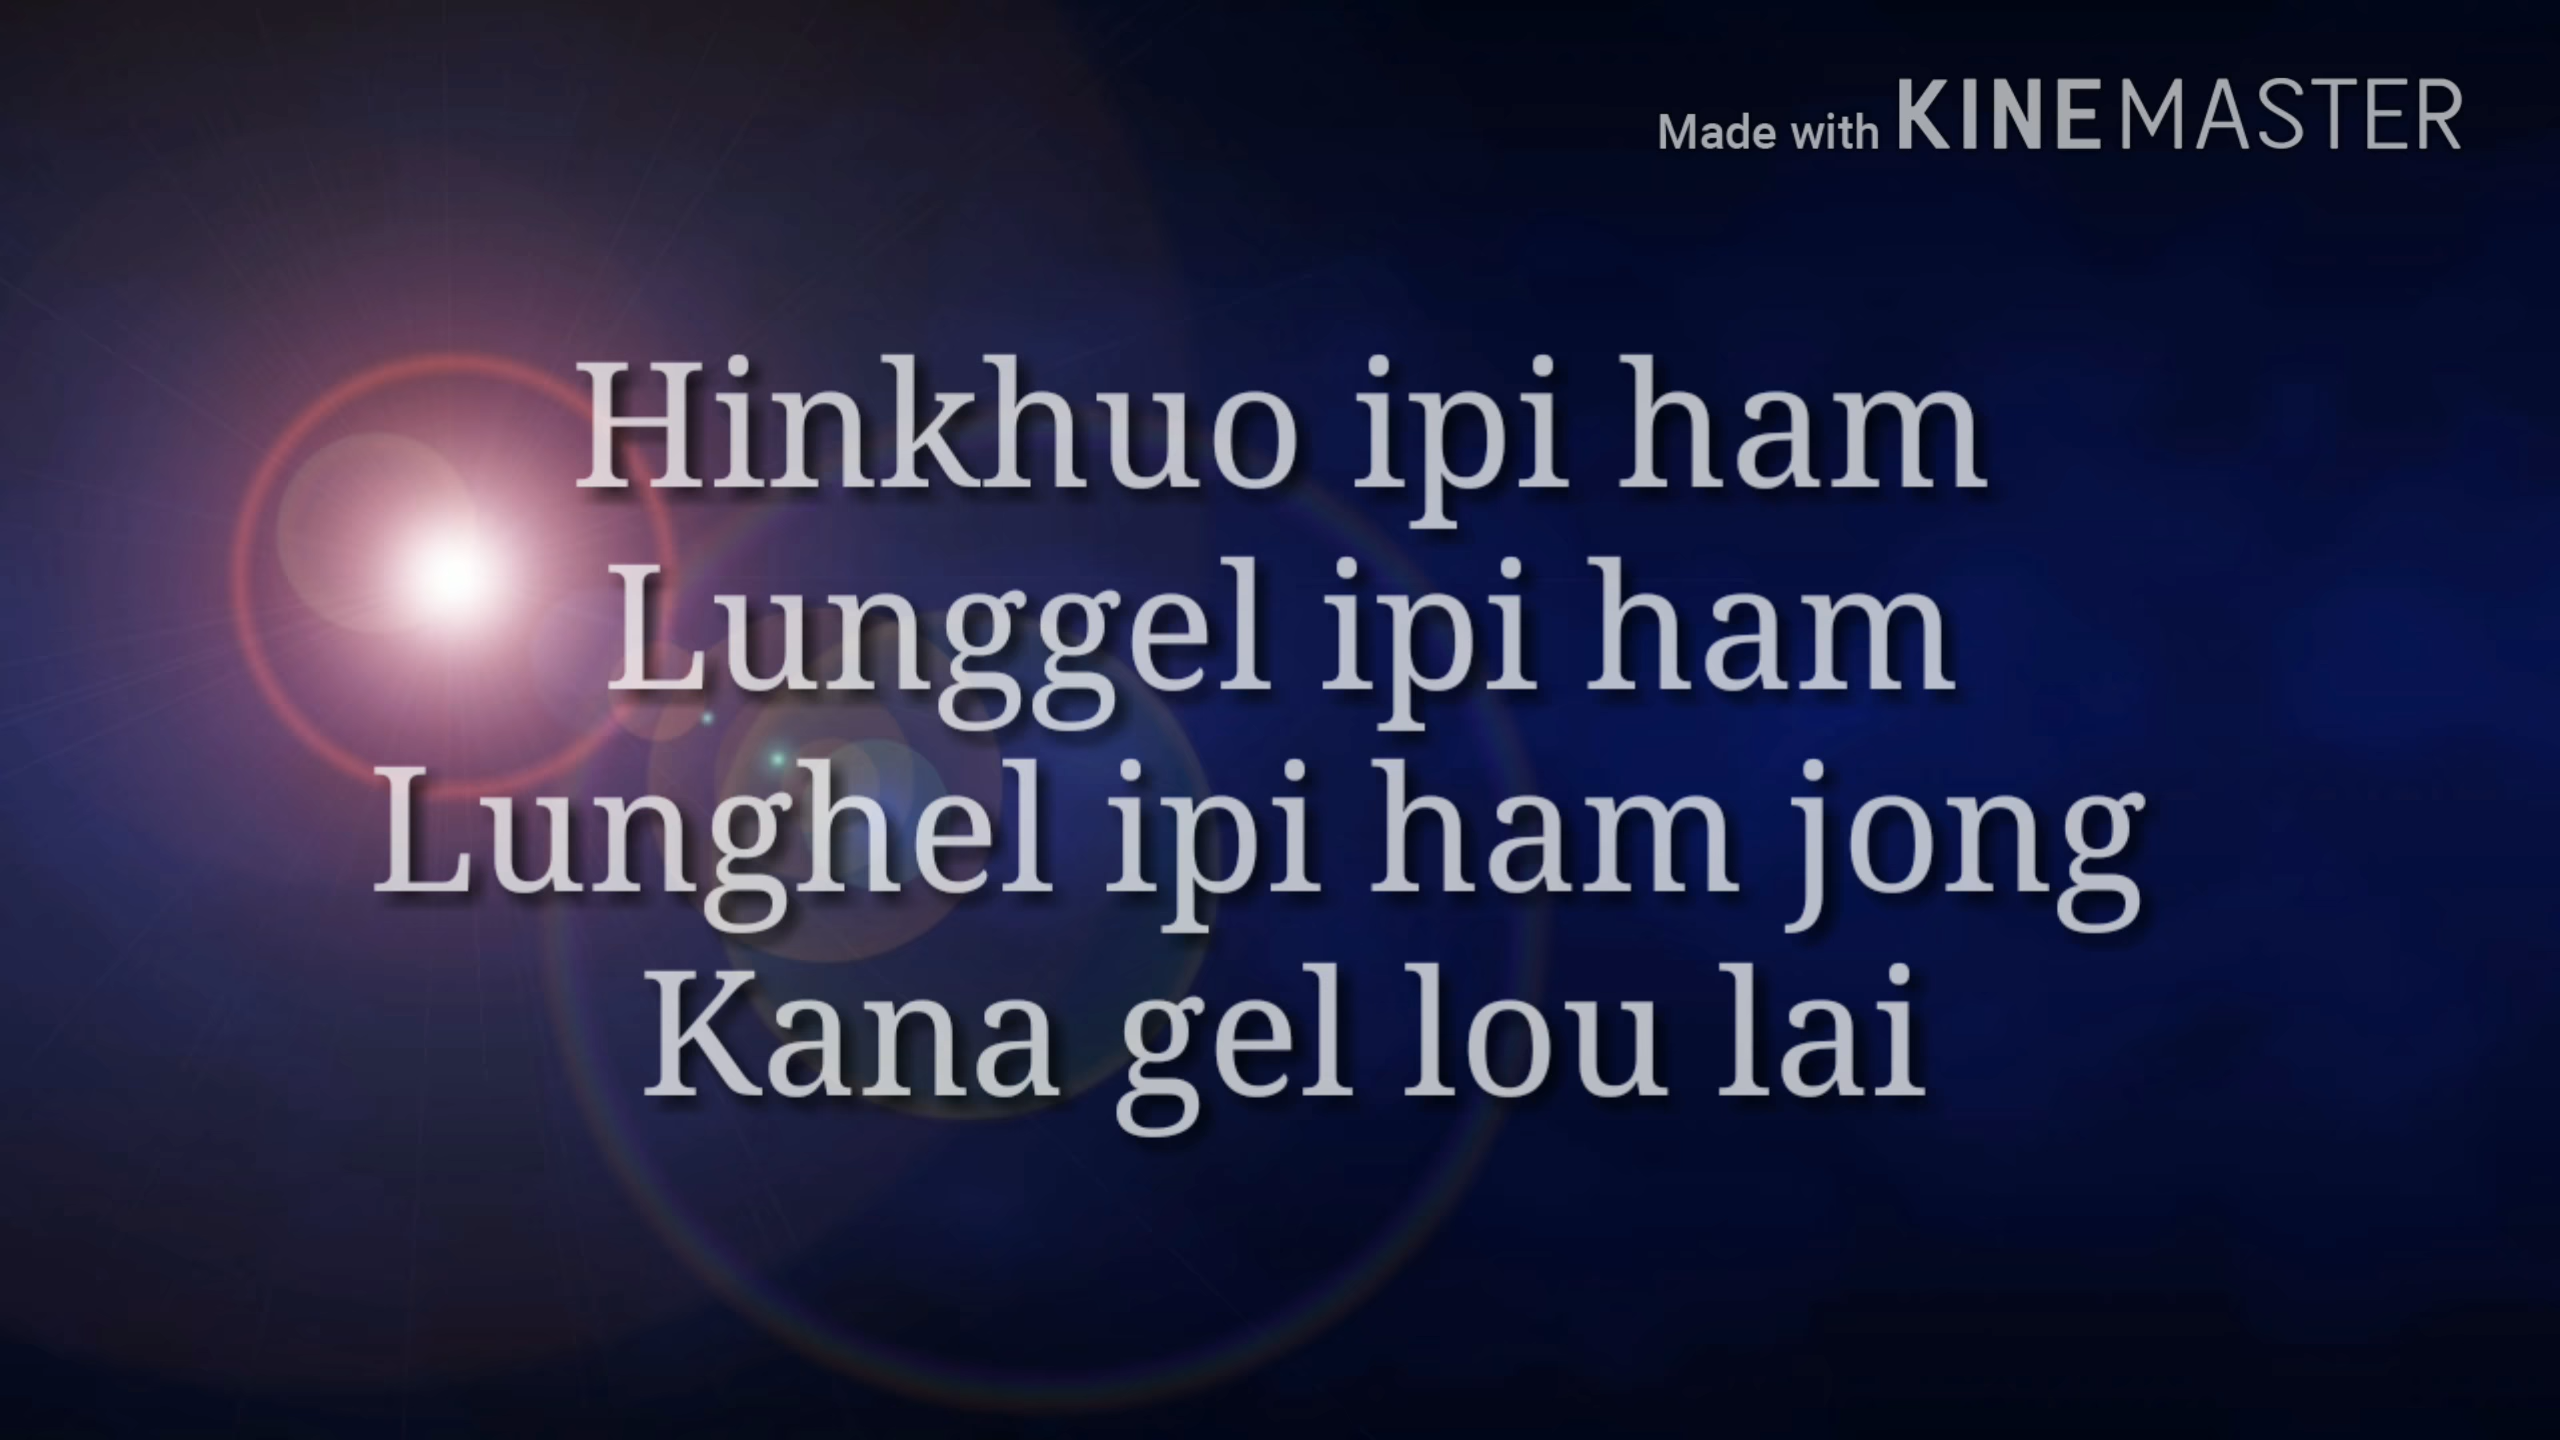 Made with KINEMASTER
Hinkhuo ipi ham
Lunggel ipi ham
Lunghel ipi ham jong
Kana gel lou lai